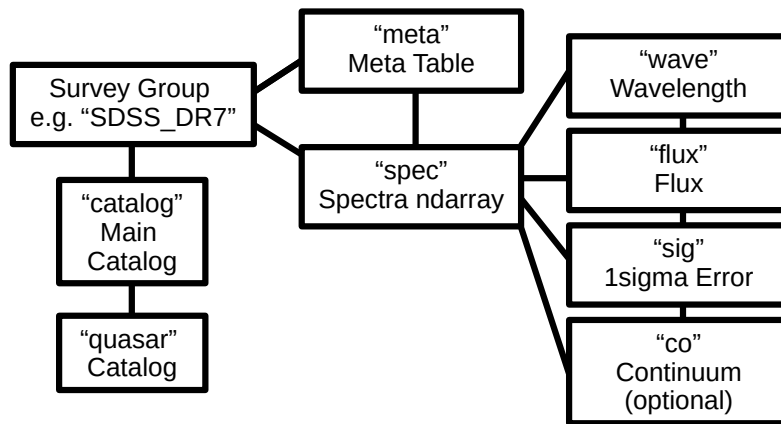 “meta”
Meta Table
Survey Group
e.g. “SDSS_DR7”
“spec”
Spectra ndarray
“catalog”
Main
Catalog
“quasar”
Catalog
“wave”
Wavelength
“flux”
Flux
“sig”
1sigma Error
“co”
Continuum
(optional)